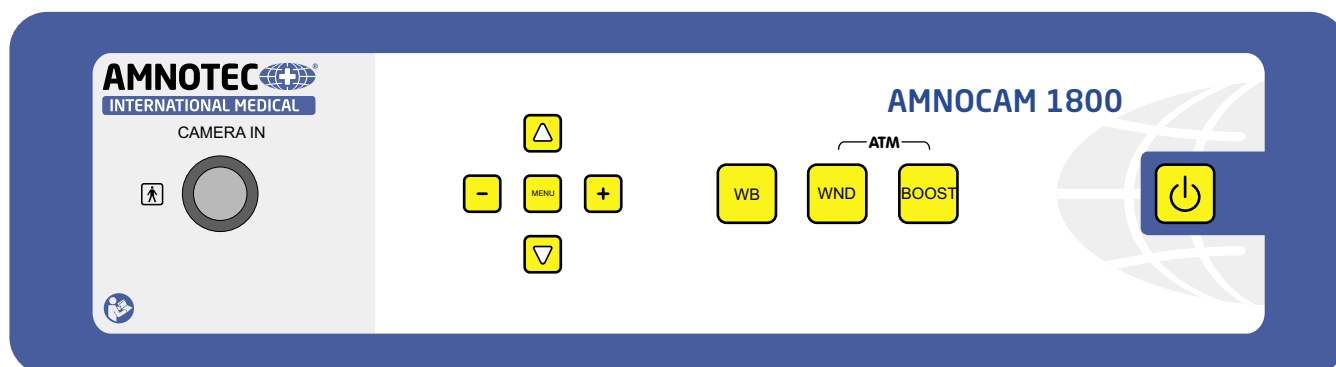 AMNOTEC®
INTERNATIONAL MEDICAL
CAMERA IN
AMNOCAM 1800
ATM
- MENU +
WB WND BOOST